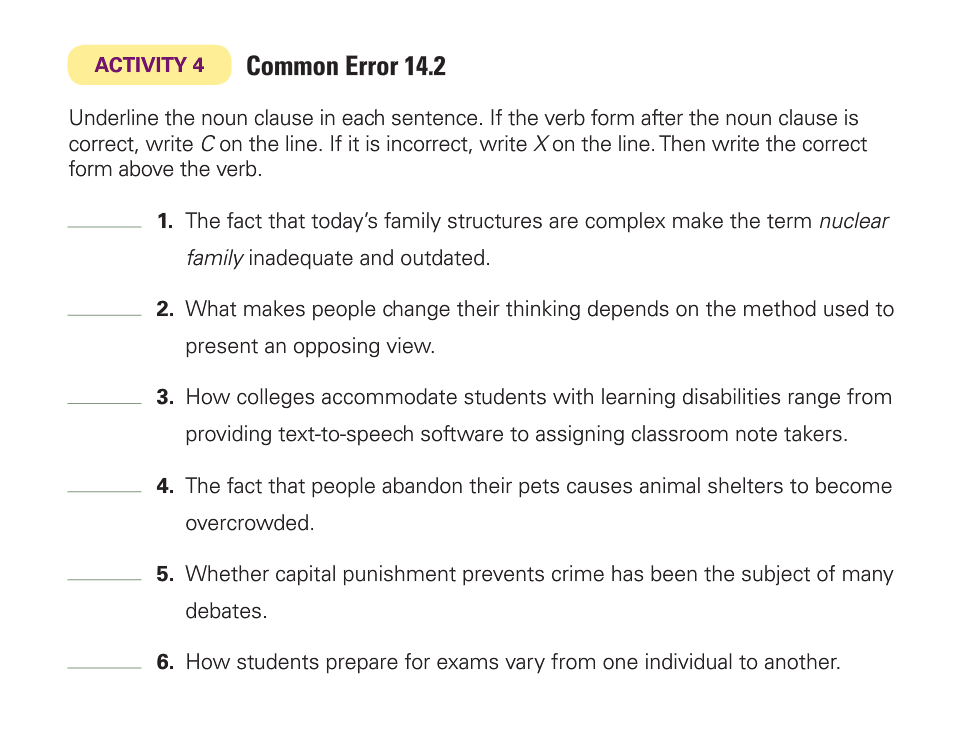 ACTIVITY 4 Common Error 14.2
Underline the noun clause in each sentence. If the verb form after the noun clause is
correct, write C on the line. If it is incorrect, write X on the line. Then write the correct
form above the verb.
1. The fact that today’s family structures are complex make the term nuclear
family inadequate and outdated.
2. What makes people change their thinking depends on the method used to
present an opposing view.
3. How colleges accommodate students with learning disabilities range from
providing text-to-speech software to assigning classroom note takers.
4. The fact that people abandon their pets causes animal shelters to become
overcrowded.
5. Whether capital punishment prevents crime has been the subject of many
debates.
6. How students prepare for exams vary from one individual to another.